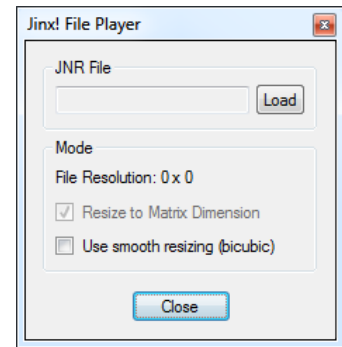 Jinx! File Player
JNR File
Load
Mode
File Resolution: 0 x 0
Resize to Matrix Dimension
Use smooth resizing (bicubic)
Close